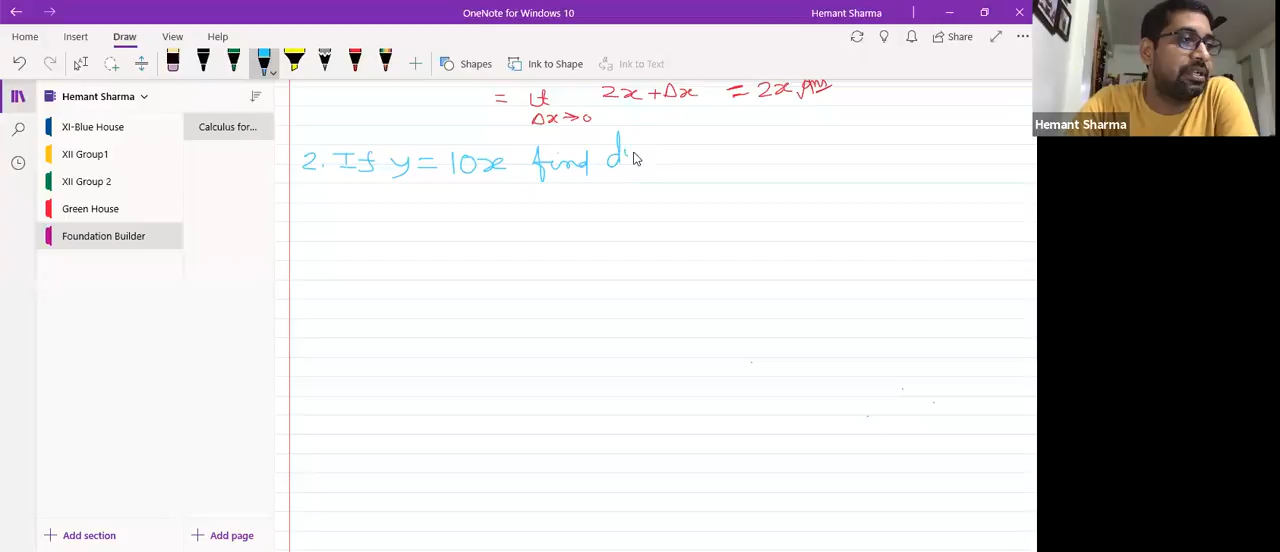 OneNote for Windows 10
Hemant Sharma
Home Insert Draw View Help
Share
Shapes Ink to Shape Ink to Text
Hemant Sharma
XI-Blue House
XII Group1
XII Group 2
Green House
Foundation Builder
Calculus for...
= lt 2x+Δx = 2x ans
Δx→0
2. If y = 10x find
Hemant Sharma
+ Add section + Add page